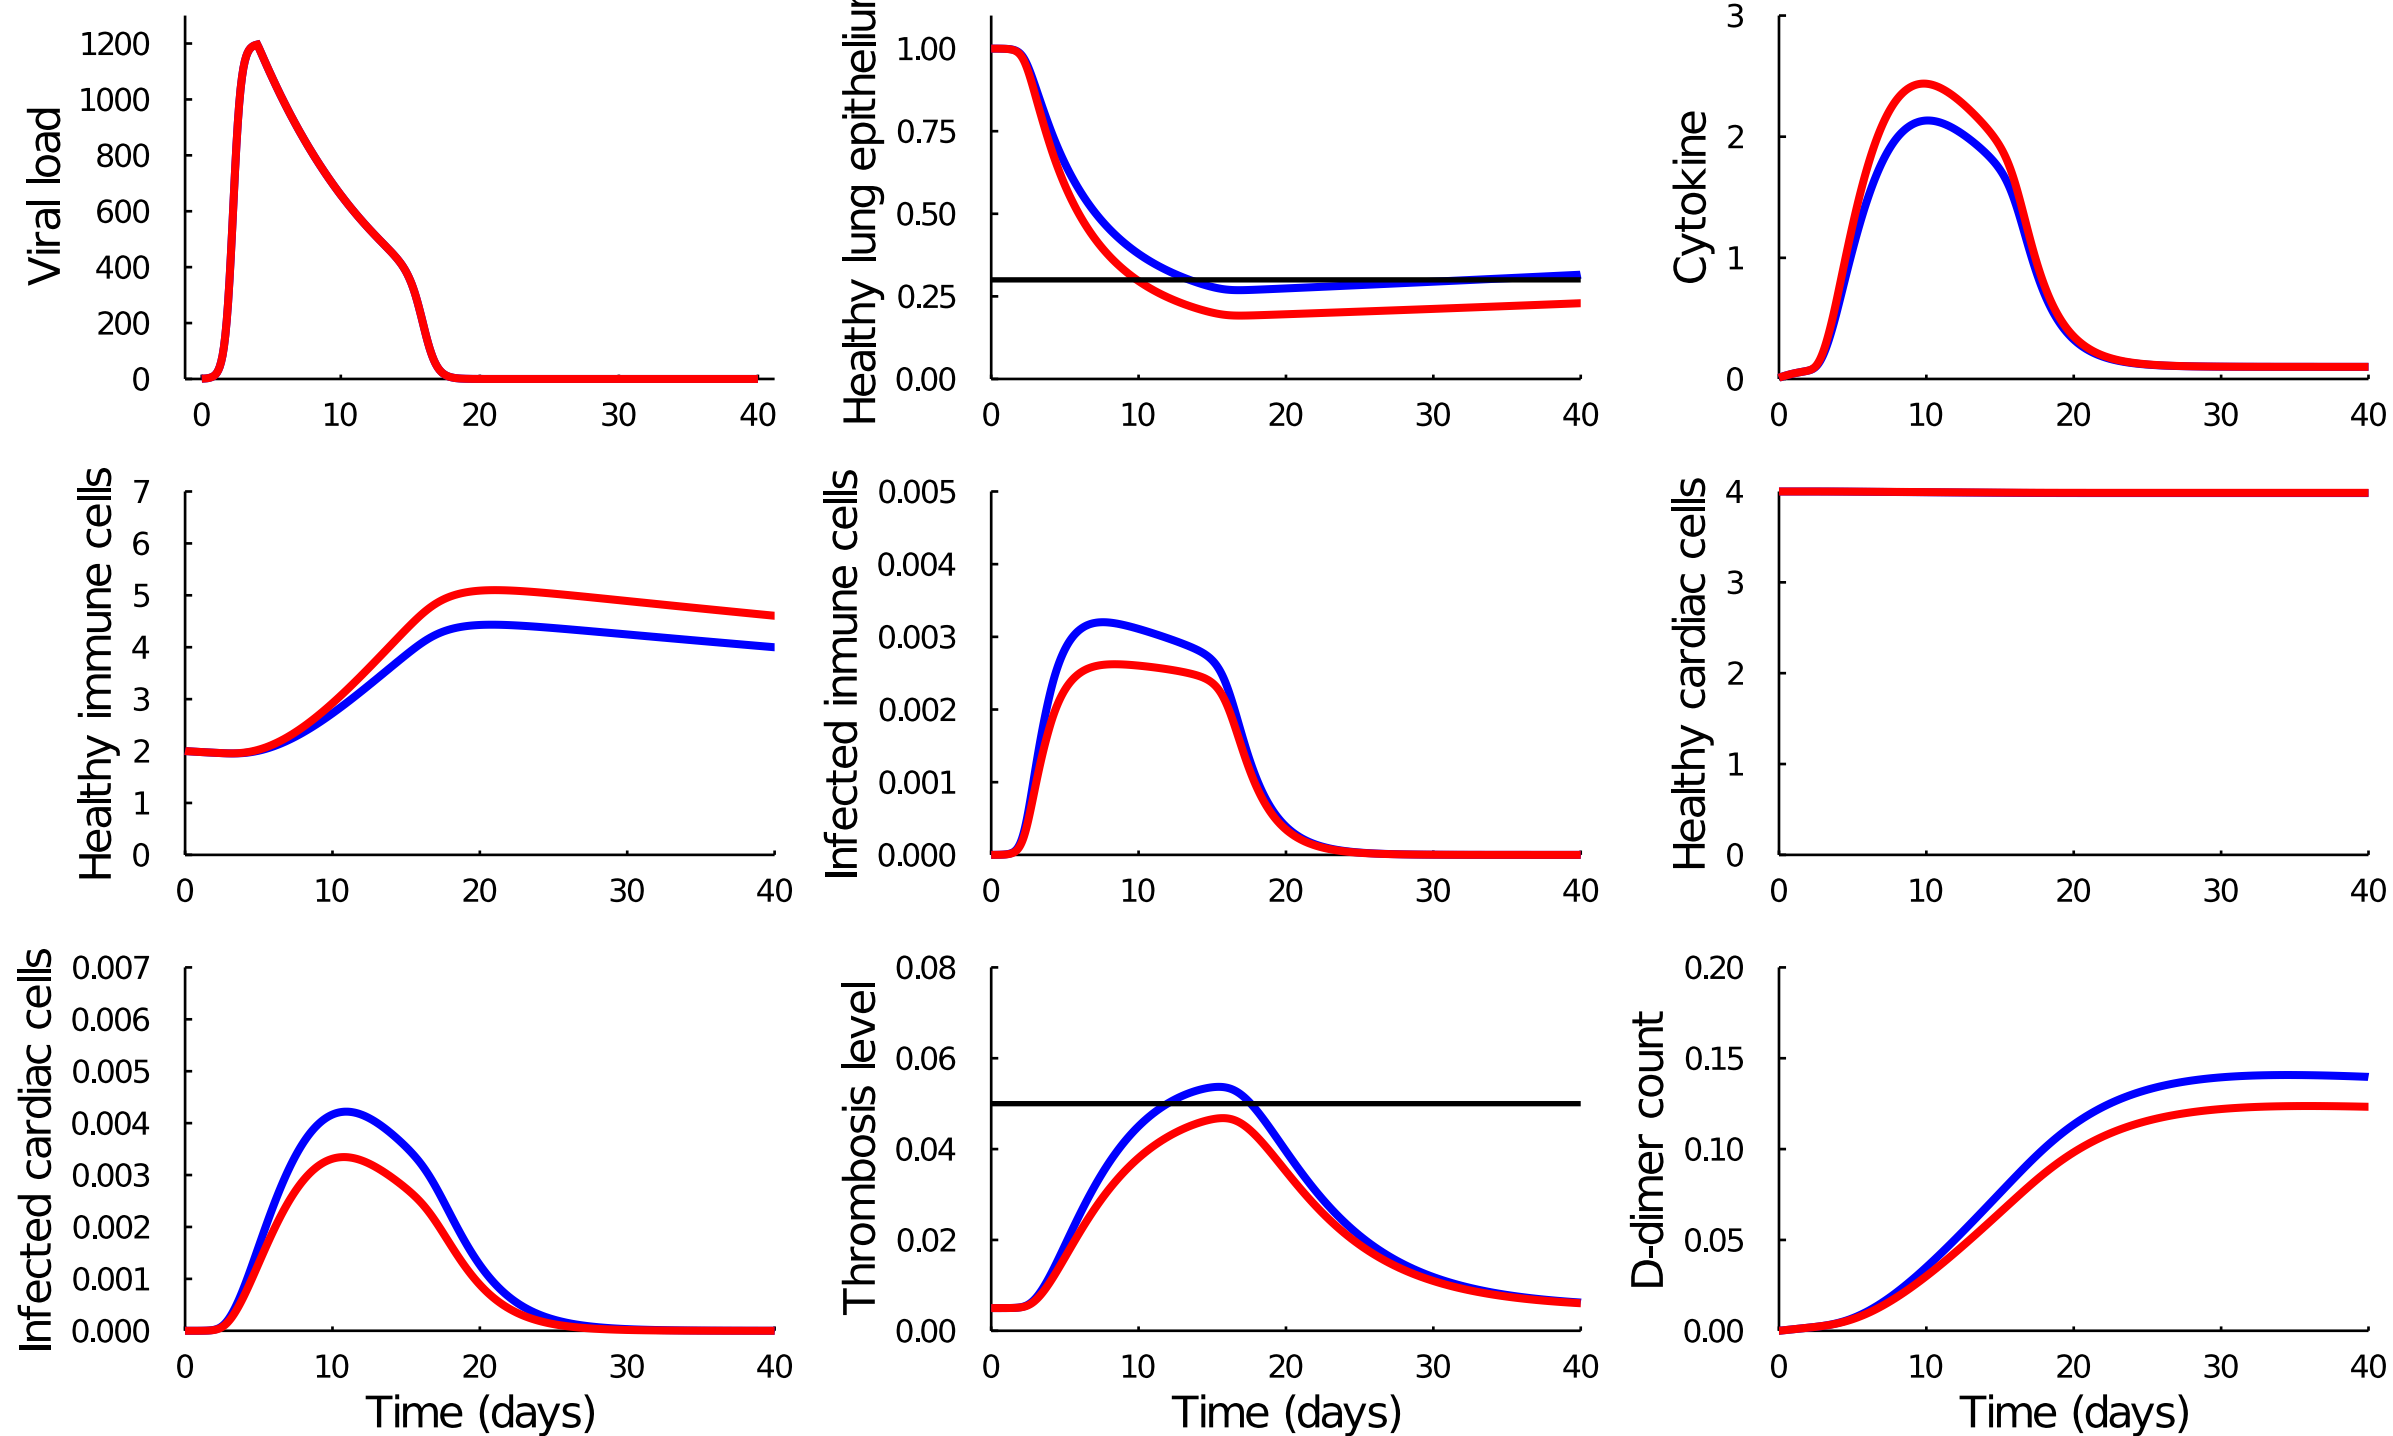 Viral load
1200
1000
800
600
400
200
0
0 10 20 30 40
Healthy lung epithelium
1.00
0.75
0.50
0.25
0.00
0 10 20 30 40
Cytokine
3
2
1
0
0 10 20 30 40
Healthy immune cells
7
6
5
4
3
2
1
0
0 10 20 30 40
Infected inmune cells
0.005
0.004
0.003
0.002
0.001
0.000
0 10 20 30 40
Healthy cardiac cells
4
3
2
1
0
0 10 20 30 40
Infected cardiac cells
0.007
0.006
0.005
0.004
0.003
0.002
0.001
0.000
0 10 20 30 40
Time (days)
Thrombosis level
0.08
0.06
0.04
0.02
0.00
0 10 20 30 40
Time (days)
D-dimer count
0.20
0.15
0.10
0.05
0.00
0 10 20 30 40
Time (days)